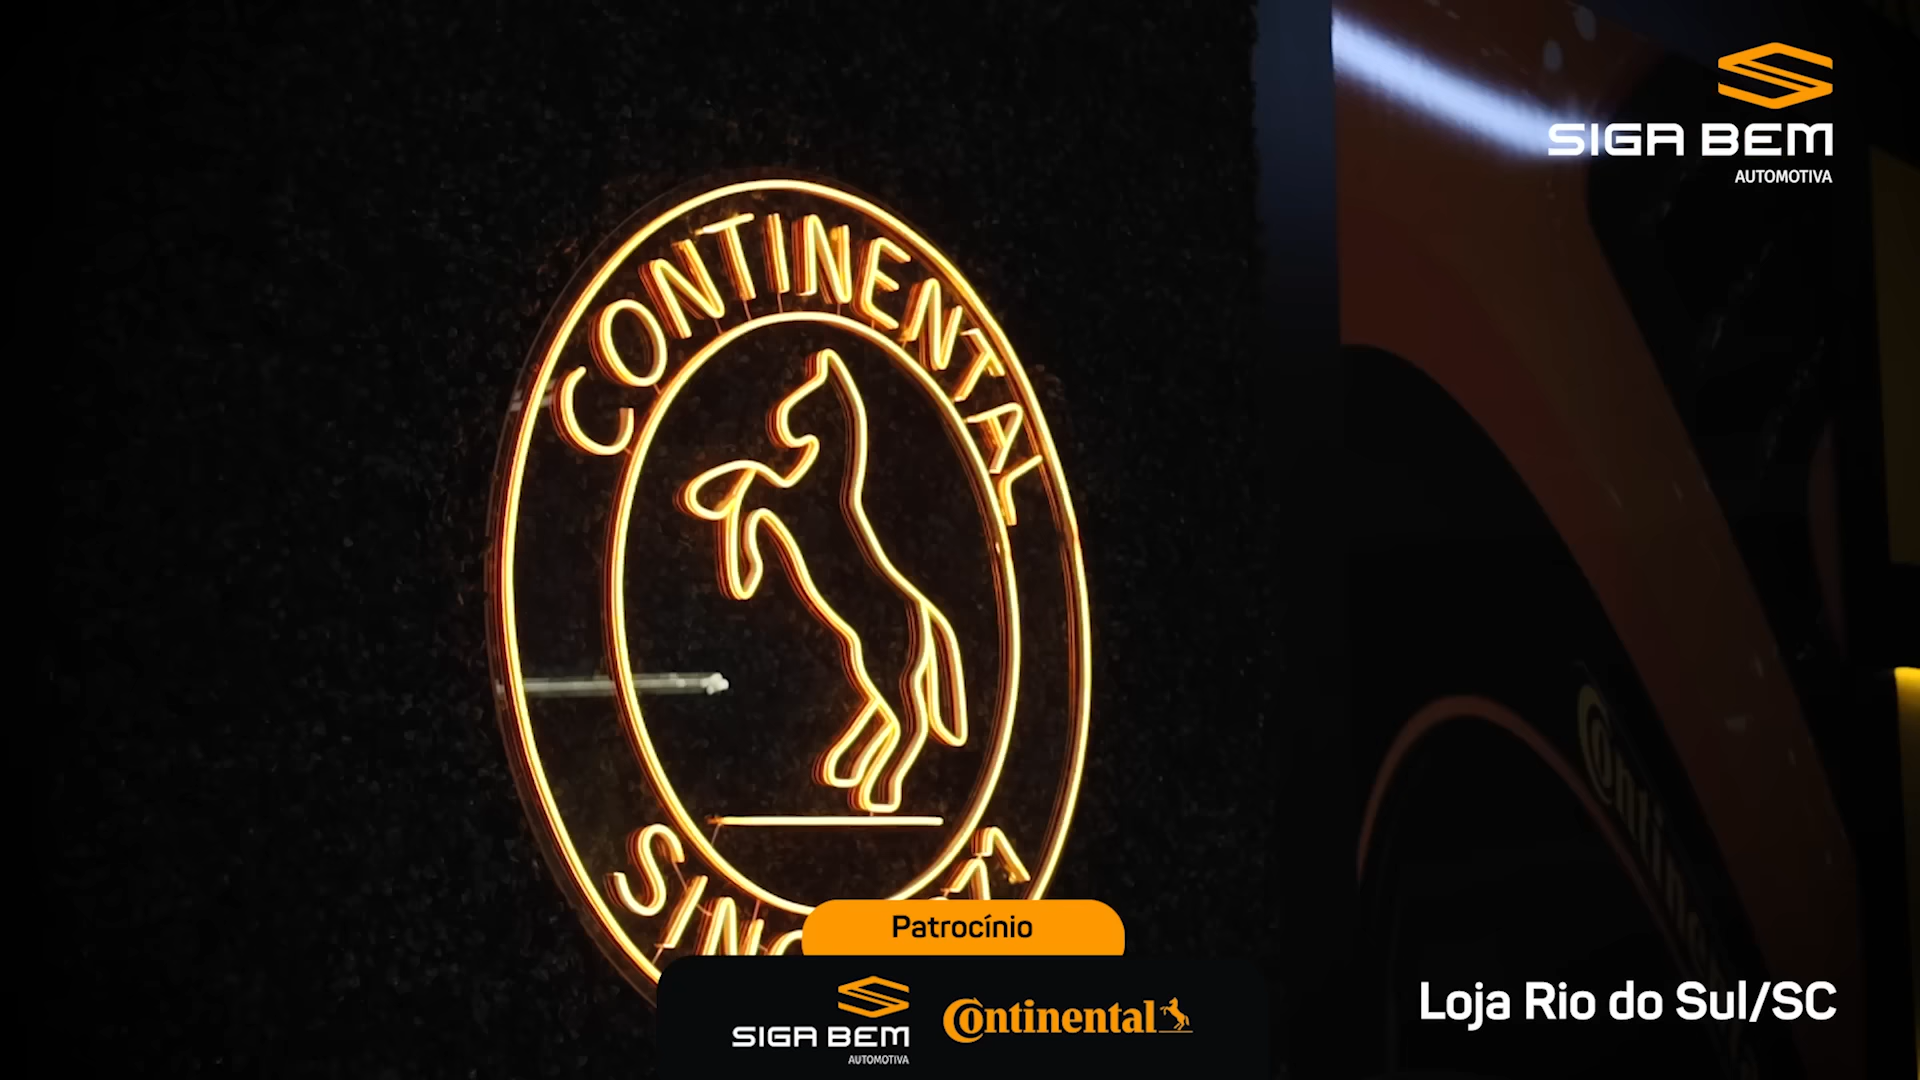 SIGA BEM
AUTOMOTIVA
CONTINENTAL
Patrocínio
SIGA BEM
AUTOMOTIVA
Continental
Loja Rio do Sul/SC